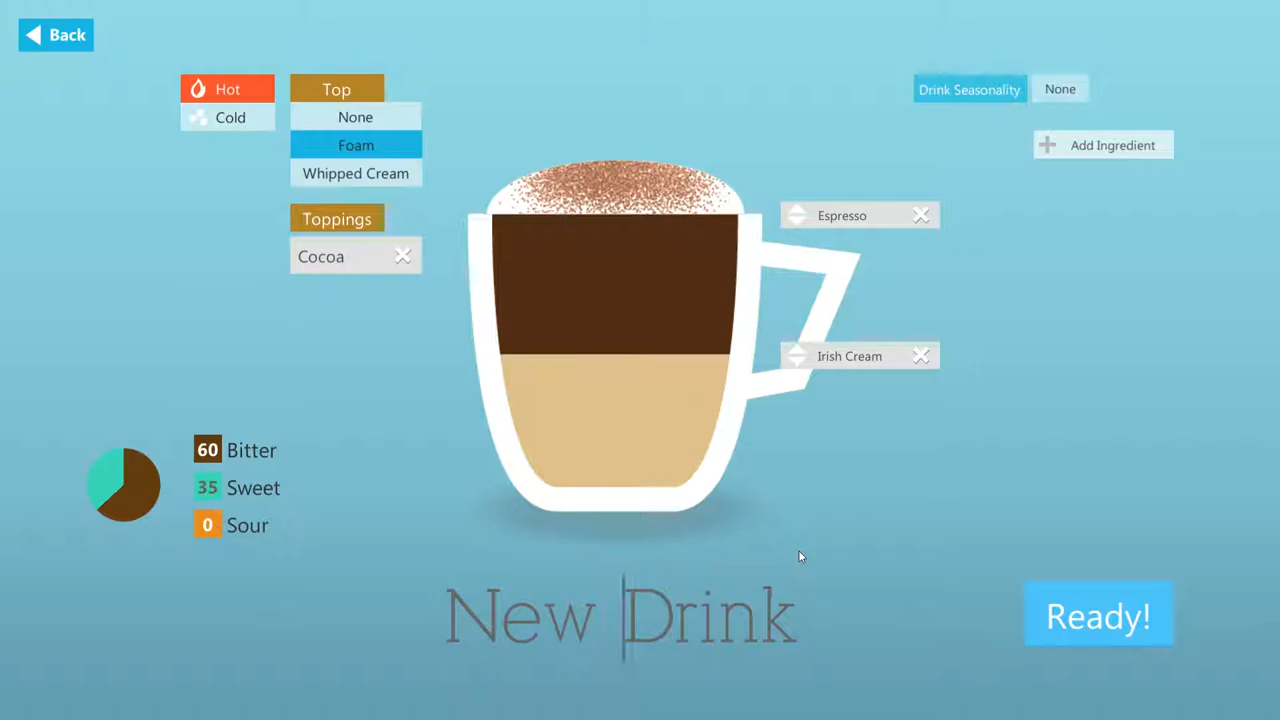 Back
Hot
Cold
Top
None
Foam
Whipped Cream
Toppings
Cocoa
Drink Seasonality
None
Add Ingredient
Espresso
Irish Cream
60 Bitter
35 Sweet
0 Sour
New Drink
Ready!